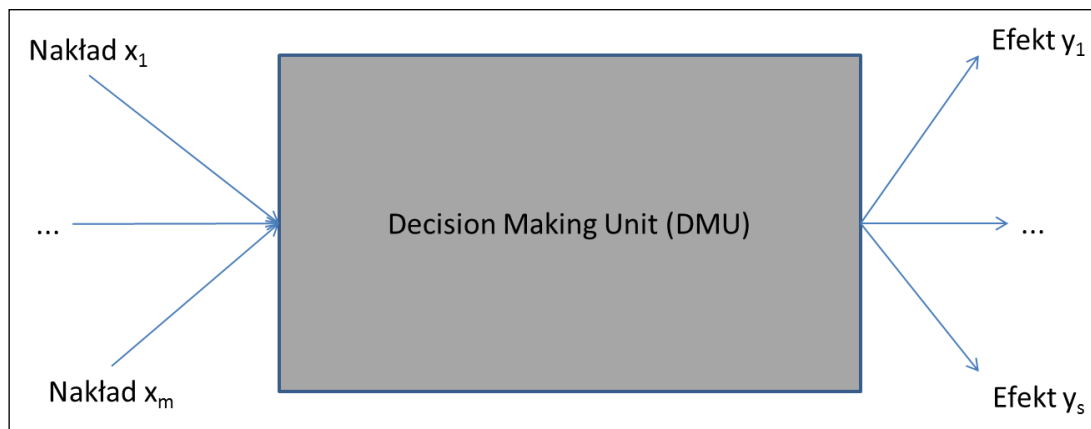 Nakład x₁
...
Nakład xₘ
Decision Making Unit (DMU)
Efekt y₁
...
Efekt yₛ